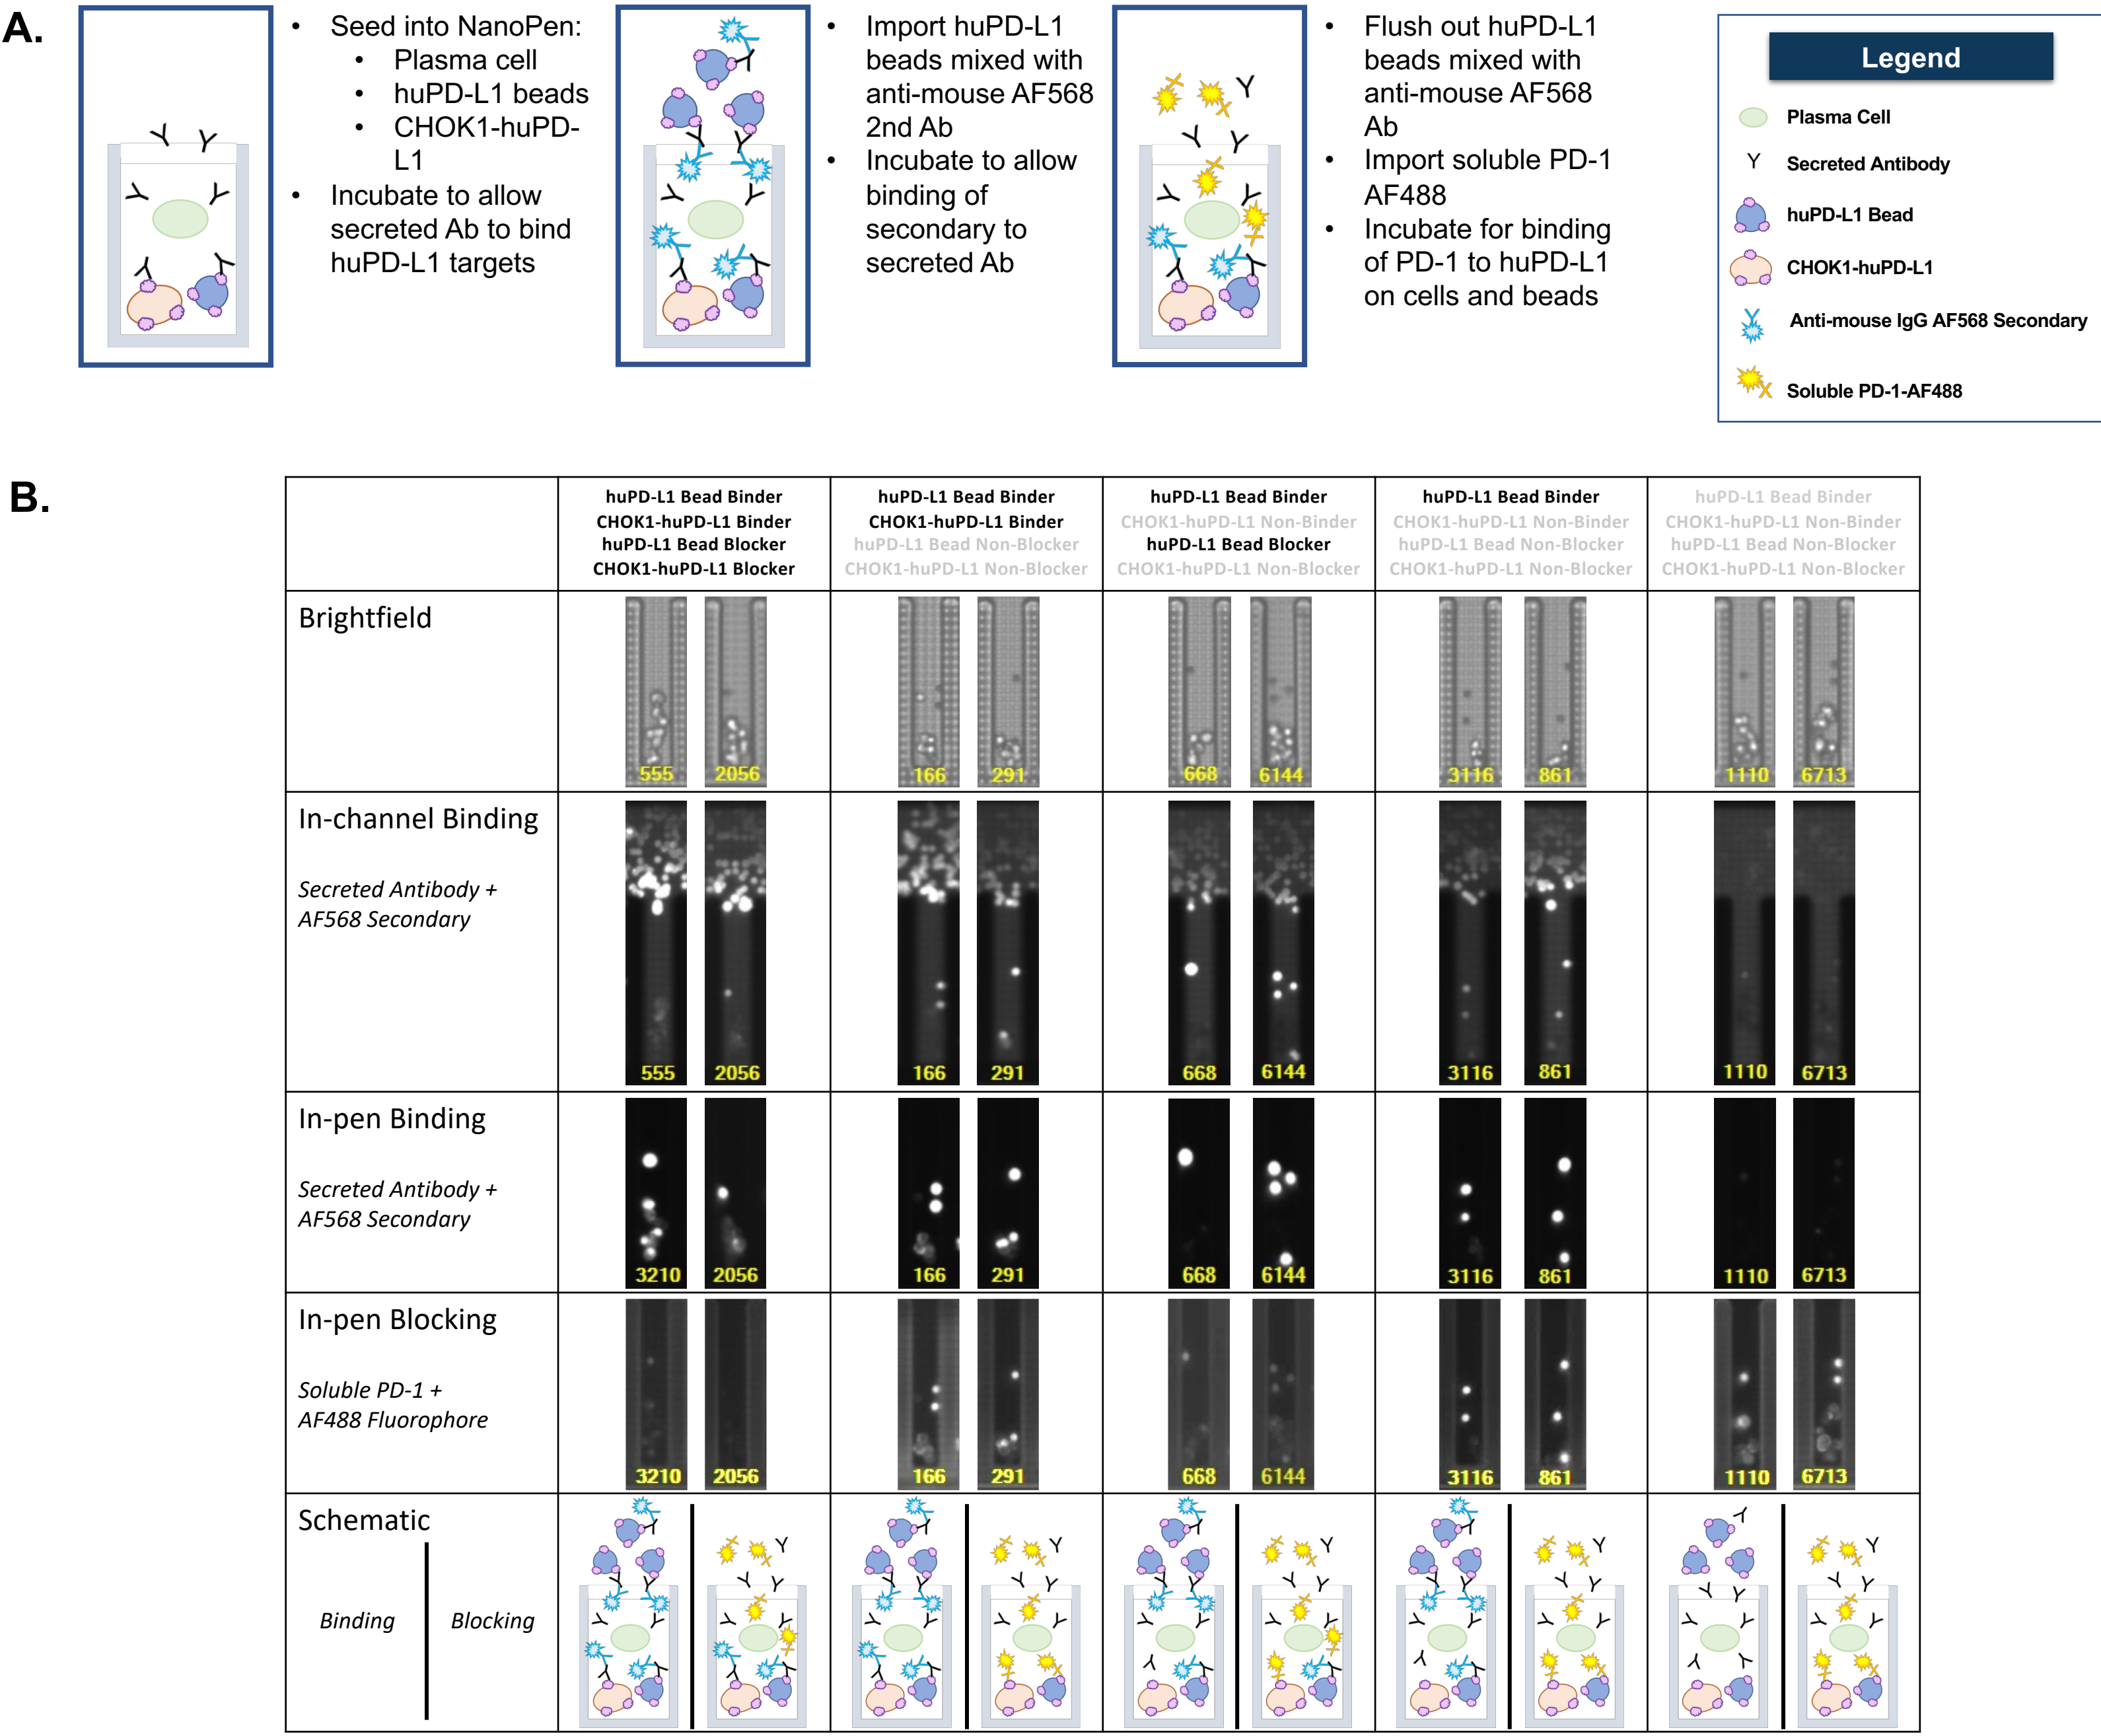 A.
• Seed into NanoPen:
• Plasma cell
• huPD-L1 beads
• CHOK1-huPD-
L1
• Incubate to allow
secreted Ab to bind
huPD-L1 targets
• Import huPD-L1
beads mixed with
anti-mouse AF568
2nd Ab
• Incubate to allow
binding of
secondary to
secreted Ab
• Flush out huPD-L1
beads mixed with
anti-mouse AF568
Ab
• Import soluble PD-1
AF488
• Incubate for binding
of PD-1 to huPD-L1
on cells and beads
Legend
Plasma Cell
Secreted Antibody
huPD-L1 Bead
CHOK1-huPD-L1
Anti-mouse IgG AF568 Secondary
Soluble PD-1-AF488
B.
huPD-L1 Bead Binder
CHOK1-huPD-L1 Binder
huPD-L1 Bead Blocker
CHOK1-huPD-L1 Blocker
huPD-L1 Bead Binder
CHOK1-huPD-L1 Binder
huPD-L1 Bead Non-Blocker
CHOK1-huPD-L1 Non-Blocker
huPD-L1 Bead Binder
CHOK1-huPD-L1 Non-Binder
huPD-L1 Bead Blocker
CHOK1-huPD-L1 Non-Blocker
huPD-L1 Bead Binder
CHOK1-huPD-L1 Non-Binder
huPD-L1 Bead Non-Blocker
CHOK1-huPD-L1 Non-Blocker
huPD-L1 Bead Binder
CHOK1-huPD-L1 Non-Binder
huPD-L1 Bead Non-Blocker
CHOK1-huPD-L1 Non-Blocker
Brightfield
555 2056 166 291 668 6144 3116 861 1110 6713
In-channel Binding
Secreted Antibody +
AF568 Secondary
555 2056 166 291 668 6144 3116 861 1110 6713
In-pen Binding
Secreted Antibody +
AF568 Secondary
3210 2056 166 291 668 6144 3116 861 1110 6713
In-pen Blocking
Soluble PD-1 +
AF488 Fluorophore
3210 2056 166 291 668 6144 3116 861 1110 6713
Schematic
Binding Blocking